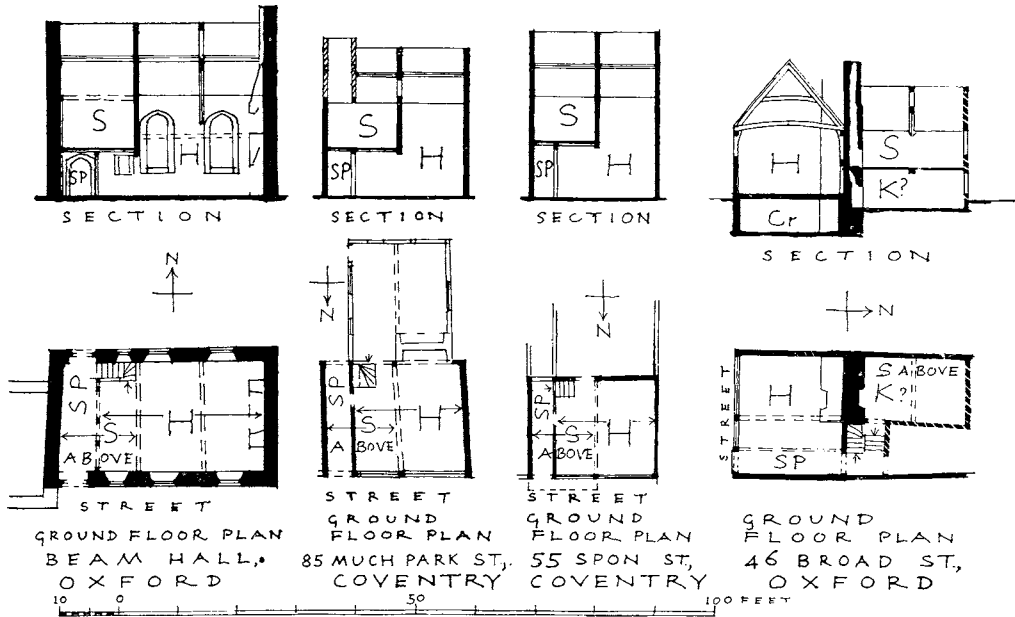 S
H
SP
SECTION
S
H
SP
SECTION
S
H
SP
SECTION
H
S
K?
Cr
SECTION
N
SP
S
H
ABOVE
STREET
GROUND FLOOR PLAN
BEAM HALL,
OXFORD
N
SP
S
H
ABOVE
STREET
GROUND
FLOOR PLAN
85 MUCH PARK ST.,
COVENTRY
N
SP
S
H
ABOVE
STREET
GROUND
FLOOR PLAN
55 SPON ST.,
COVENTRY
N
STREET
H
S ABOVE
K?
SP
GROUND
FLOOR PLAN
46 BROAD ST.,
OXFORD
10 0 50 100 FEET